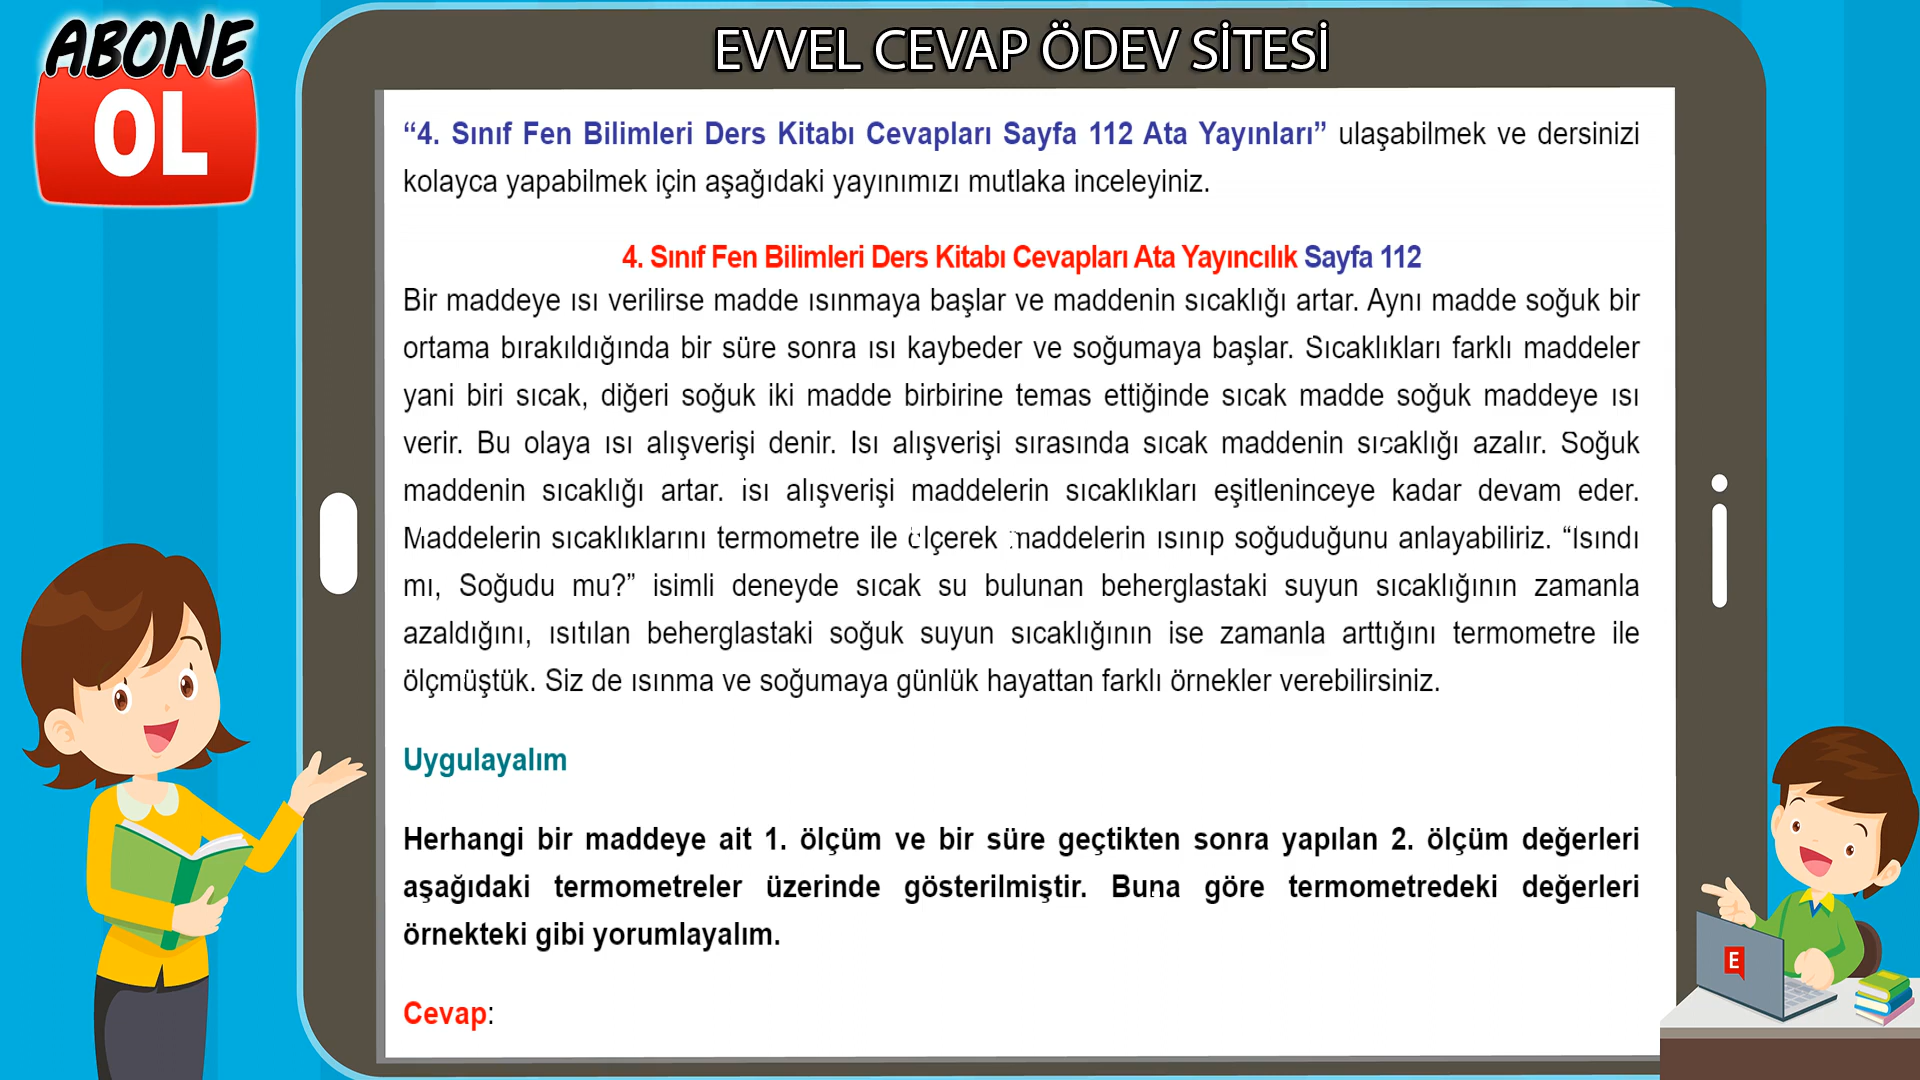 ABONE
OL
EVVEL CEVAP ÖDEV SİTESİ
“4. Sınıf Fen Bilimleri Ders Kitabı Cevapları Sayfa 112 Ata Yayınları” ulaşabilmek ve dersinizi
kolayca yapabilmek için aşağıdaki yayınımızı mutlaka inceleyiniz.
4. Sınıf Fen Bilimleri Ders Kitabı Cevapları Ata Yayıncılık Sayfa 112
Bir maddeye ısı verilirse madde ısınmaya başlar ve maddenin sıcaklığı artar. Aynı madde soğuk bir
ortama bırakıldığında bir süre sonra ısı kaybeder ve soğumaya başlar. Sıcaklıkları farklı maddeler
yani biri sıcak, diğeri soğuk iki madde birbirine temas ettiğinde sıcak madde soğuk maddeye ısı
verir. Bu olaya ısı alışverişi denir. Isı alışverişi sırasında sıcak maddenin sıcaklığı azalır. Soğuk
maddenin sıcaklığı artar. Isı alışverişi maddelerin sıcaklıkları eşitleninceye kadar devam eder.
Maddelerin sıcaklıklarını termometre ile ölçerek maddelerin ısınıp soğuduğunu anlayabiliriz. “Isındı
mı, Soğudu mu?” isimli deneyde sıcak su bulunan beherglastaki suyun sıcaklığının zamanla
azaldığını, ısıtılan beherglastaki soğuk suyun sıcaklığının ise zamanla arttığını termometre ile
ölçmüştük. Siz de ısınma ve soğumaya günlük hayattan farklı örnekler verebilirsiniz.
Uygulayalım
Herhangi bir maddeye ait 1. ölçüm ve bir süre geçtikten sonra yapılan 2. ölçüm değerleri
aşağıdaki termometreler üzerinde gösterilmiştir. Buna göre termometredeki değerleri
örnekteki gibi yorumlayalım.
Cevap:
E